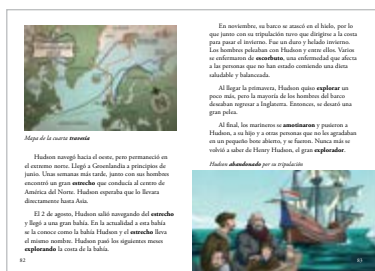 Mapa de la cuarta travesía
Hudson navegó hacia el oeste, pero permaneció en
el extremo norte. Llegó a Groenlandia a principios de
junio. Unas semanas más tarde, junto con sus hombres
encontró un gran estrecho que conducía al centro de
América del Norte. Hudson esperaba que lo llevara
directamente hasta Asia.
El 2 de agosto, Hudson salió navegando del estrecho
y llegó a una gran bahía. En la actualidad a esta bahía
se la conoce como la bahía Hudson y el estrecho lleva
el mismo nombre. Hudson pasó los siguientes meses
explorando la costa de la bahía.
82
En noviembre, su barco se atascó en el hielo, por lo
que junto con su tripulación tuvo que dirigirse a la costa
para pasar el invierno. Fue un duro y helado invierno.
Los hombres peleaban con Hudson y entre ellos. Varios
se enfermaron de escorbuto, una enfermedad que afecta
a las personas que no han estado comiendo una dieta
saludable y balanceada.
Al llegar la primavera, Hudson quiso explorar un
poco más, pero la mayoría de los hombres del barco
deseaban regresar a Inglaterra. Entonces, se desató una
gran pelea.
Al final, los marineros se amotinaron y pusieron a
Hudson, a su hijo y a otras personas que no les agradaban
en un pequeño bote abierto, y se fueron. Nunca más se
volvió a saber de Henry Hudson, el gran explorador.
Hudson abandonado por su tripulación
83